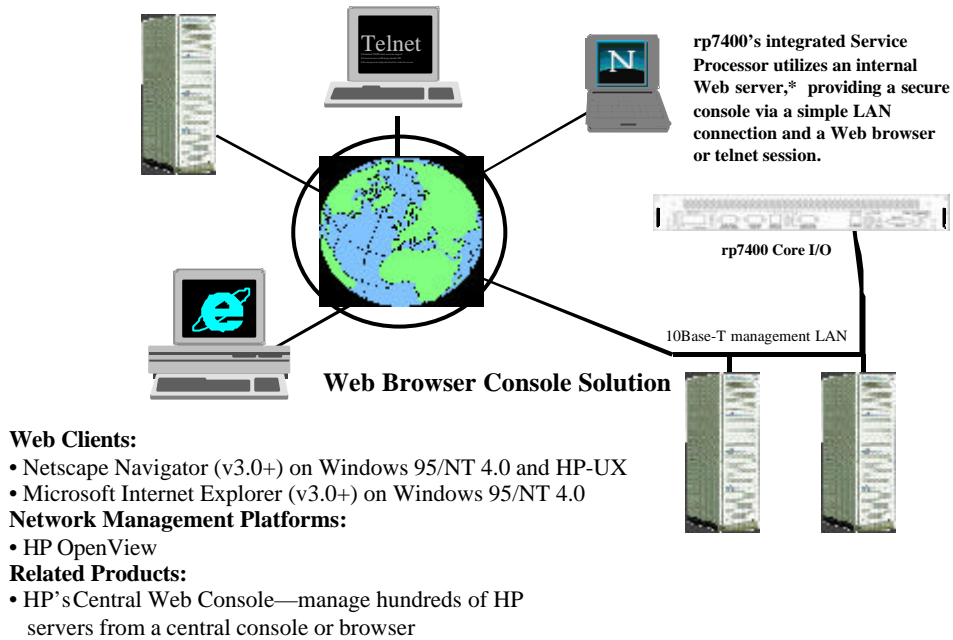 Telnet
N
rp7400's integrated Service
Processor utilizes an internal
Web server,* providing a secure
console via a simple LAN
connection and a Web browser
or telnet session.
rp7400 Core I/O
10Base-T management LAN
e
Web Browser Console Solution
Web Clients:
• Netscape Navigator (v3.0+) on Windows 95/NT 4.0 and HP-UX
• Microsoft Internet Explorer (v3.0+) on Windows 95/NT 4.0
Network Management Platforms:
• HP OpenView
Related Products:
• HP'sCentral Web Console—manage hundreds of HP
servers from a central console or browser